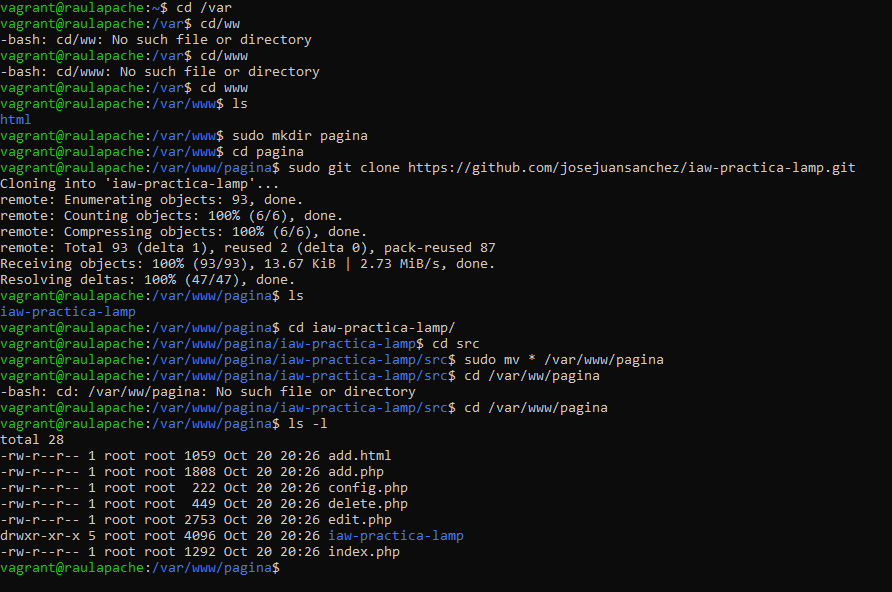 vagrant@raulapache:~$ cd /var
vagrant@raulapache:/var$ cd/ww
-bash: cd/ww: No such file or directory
vagrant@raulapache:/var$ cd/www
-bash: cd/www: No such file or directory
vagrant@raulapache:/var$ cd www
vagrant@raulapache:/var/www$ ls
html
vagrant@raulapache:/var/www$ sudo mkdir pagina
vagrant@raulapache:/var/www$ cd pagina
vagrant@raulapache:/var/www/pagina$ sudo git clone https://github.com/josejuansanchez/iaw-practica-lamp.git
Cloning into 'iaw-practica-lamp'...
remote: Enumerating objects: 93, done.
remote: Counting objects: 100% (6/6), done.
remote: Compressing objects: 100% (6/6), done.
remote: Total 93 (delta 1), reused 2 (delta 0), pack-reused 87
Receiving objects: 100% (93/93), 13.67 KiB | 2.73 MiB/s, done.
Resolving deltas: 100% (47/47), done.
vagrant@raulapache:/var/www/pagina$ ls
iaw-practica-lamp
vagrant@raulapache:/var/www/pagina$ cd iaw-practica-lamp/
vagrant@raulapache:/var/www/pagina/iaw-practica-lamp$ cd src
vagrant@raulapache:/var/www/pagina/iaw-practica-lamp/src$ sudo mv * /var/www/pagina
vagrant@raulapache:/var/www/pagina/iaw-practica-lamp/src$ cd /var/ww/pagina
-bash: cd: /var/ww/pagina: No such file or directory
vagrant@raulapache:/var/www/pagina/iaw-practica-lamp/src$ cd /var/www/pagina
vagrant@raulapache:/var/www/pagina$ ls -l
total 28
-rw-r--r-- 1 root root 1059 Oct 20 20:26 add.html
-rw-r--r-- 1 root root 1808 Oct 20 20:26 add.php
-rw-r--r-- 1 root root  222 Oct 20 20:26 config.php
-rw-r--r-- 1 root root  449 Oct 20 20:26 delete.php
-rw-r--r-- 1 root root 2753 Oct 20 20:26 edit.php
drwxr-xr-x 5 root root 4096 Oct 20 20:26 iaw-practica-lamp
-rw-r--r-- 1 root root 1292 Oct 20 20:26 index.php
vagrant@raulapache:/var/www/pagina$